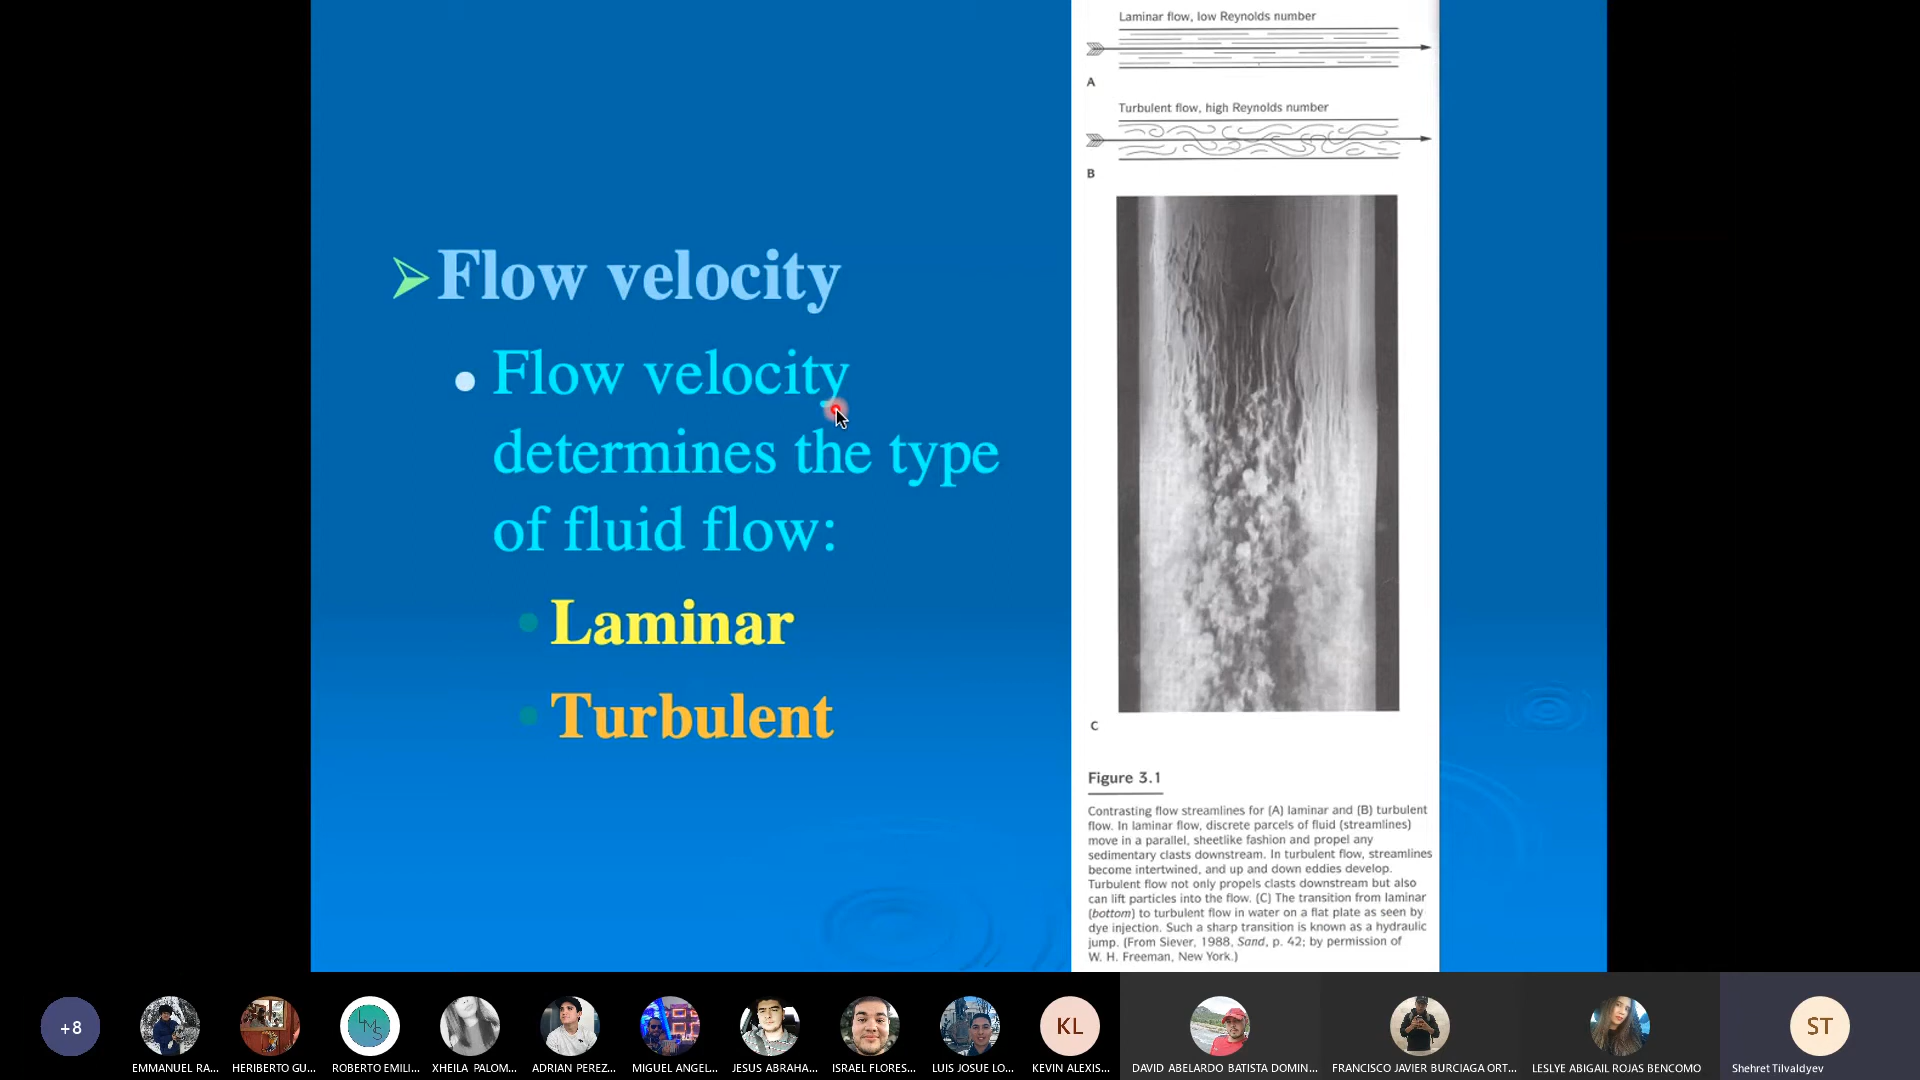 Laminar flow, low Reynolds number
A
Turbulent flow, high Reynolds number
B
Flow velocity
Flow velocity
determines the type
of fluid flow:
Laminar
Turbulent
C
Figure 3.1
Contrasting flow streamlines for (A) laminar and (B) turbulent
flow. In laminar flow, discrete parcels of fluid (streamlines)
move in a parallel, sheetlike fashion and propel any
sedimentary clasts downstream. In turbulent flow, streamlines
become intertwined, and up and down eddies develop.
Turbulent flow not only propels clasts downstream but also
can lift particles into the flow. (C) The transition from laminar
(bottom) to turbulent flow in water on a flat plate as seen by
dye injection. Such a sharp transition is known as a hydraulic
jump. (From Siever, 1988, Sand, p. 42; by permission of
W. H. Freeman, New York.)
+8
LMS
KL
ST
EMMANUEL RA...
HERIBERTO GU...
ROBERTO EMILI...
XHEILA PALOM...
ADRIAN PEREZ...
MIGUEL ANGEL...
JESUS ABRAHA...
ISRAEL FLORES...
LUIS JOSUE LO...
KEVIN ALEXIS...
DAVID ABELARDO BATISTA DOMIN...
FRANCISCO JAVIER BURCIAGA ORT...
LESLYE ABIGAIL ROJAS BENCOMO
Shehret Tilvaldyev